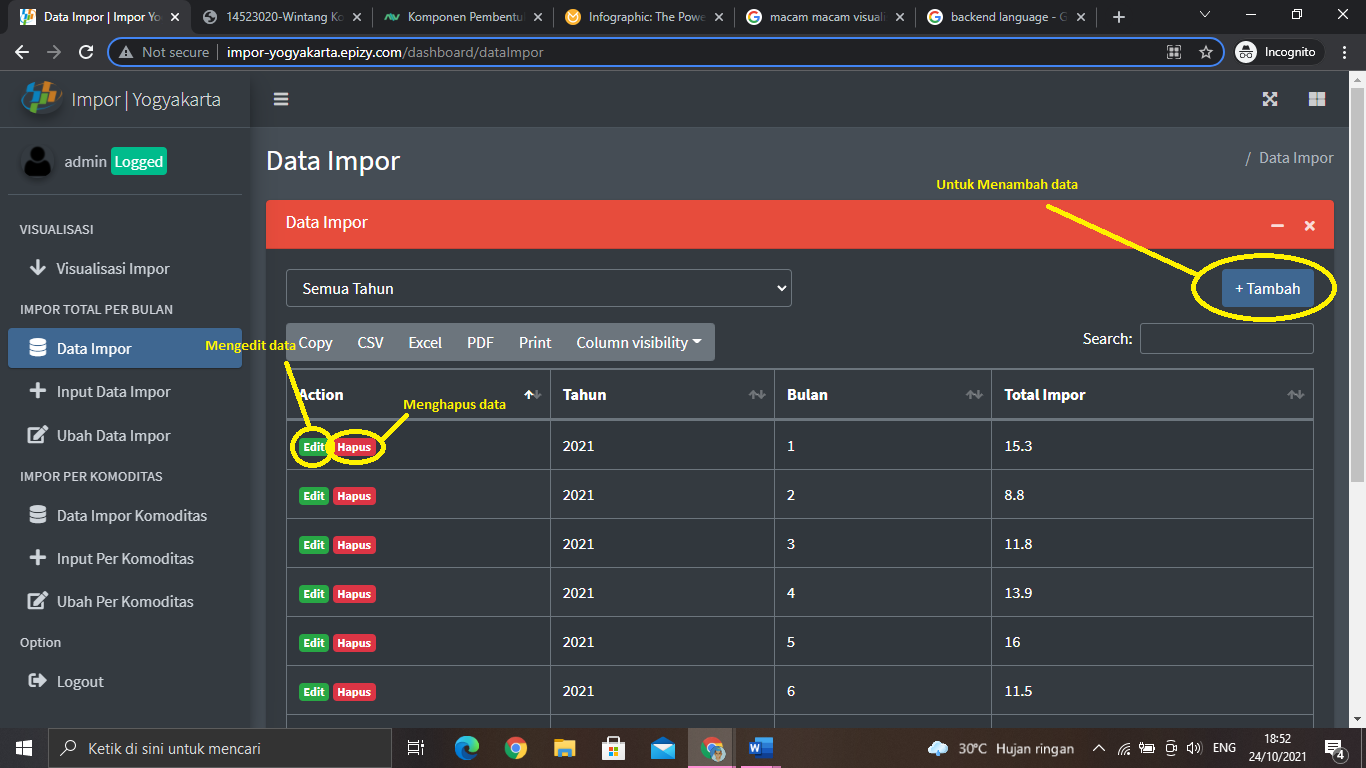 Data Impor | Impor Yo
14523020-Wintang Ko
Komponen Pembentu
Infographic: The Powe
macam macam visuali
backend language - G
Not secure
impor-yogyakarta.epizy.com/dashboard/dataImpor
Incognito
Impor | Yogyakarta
admin Logged
Data Impor
/ Data Impor
Untuk Menambah data
VISUALISASI
Visualisasi Impor
IMPOR TOTAL PER BULAN
Data Impor
Input Data Impor
Ubah Data Impor
IMPOR PER KOMODITAS
Data Impor Komoditas
Input Per Komoditas
Ubah Per Komoditas
Option
Logout
Data Impor
Semua Tahun
+ Tambah
Mengedit data
Copy CSV Excel PDF Print Column visibility
Search:
Action Tahun Bulan Total Impor
Menghapus data
Edit Hapus 2021 1 15.3
Edit Hapus 2021 2 8.8
Edit Hapus 2021 3 11.8
Edit Hapus 2021 4 13.9
Edit Hapus 2021 5 16
Edit Hapus 2021 6 11.5
Ketik di sini untuk mencari
30°C Hujan ringan
ENG
18:52
24/10/2021
4